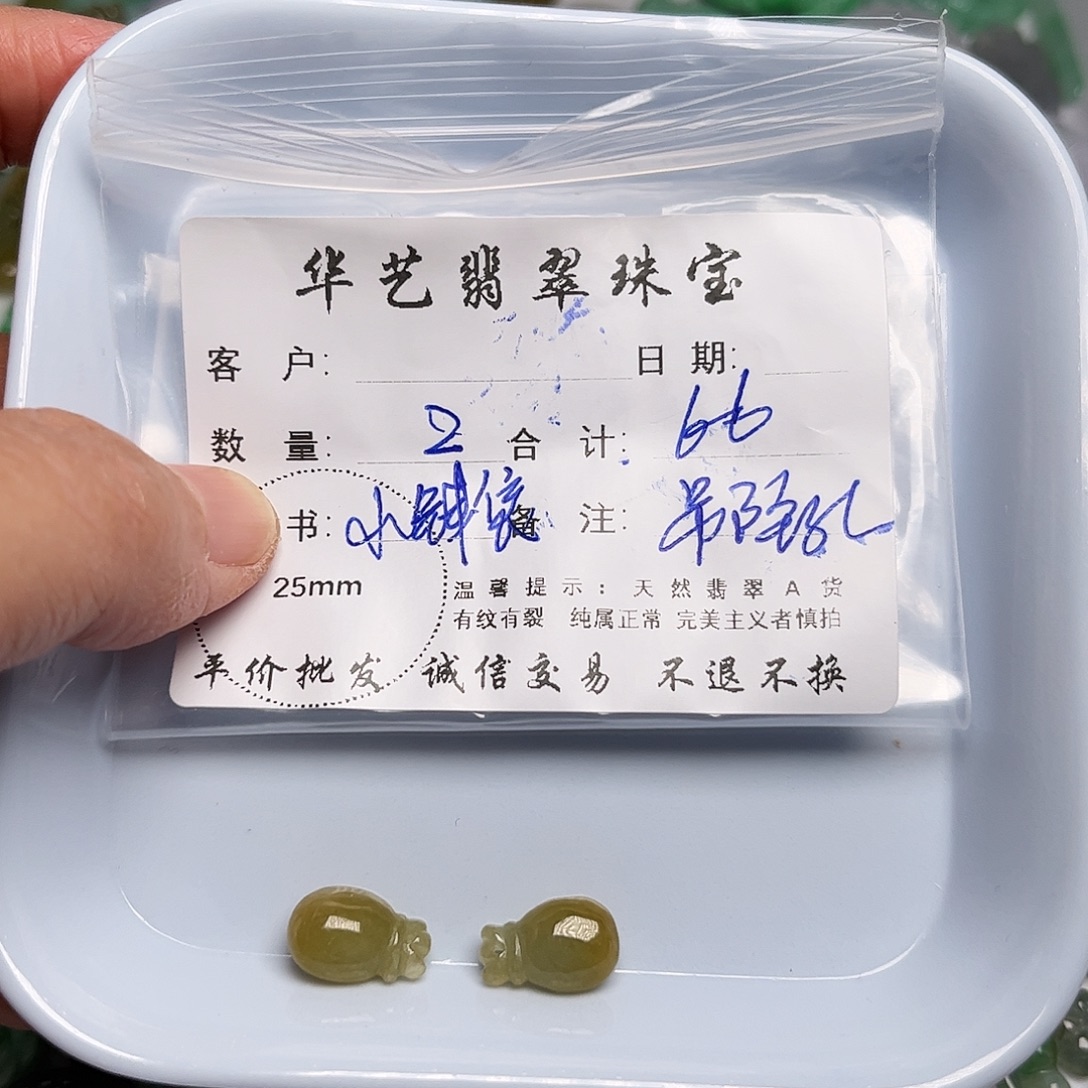 华艺翡翠珠宝
客 户: 日 期:
数 量: 2 合 计: 66
书: 小 备 注: 吊 孔
25mm
温馨提示:天然翡翠A货
有纹有裂 纯属正常 完美主义者慎拍
平价批发 诚信交易 不退不换